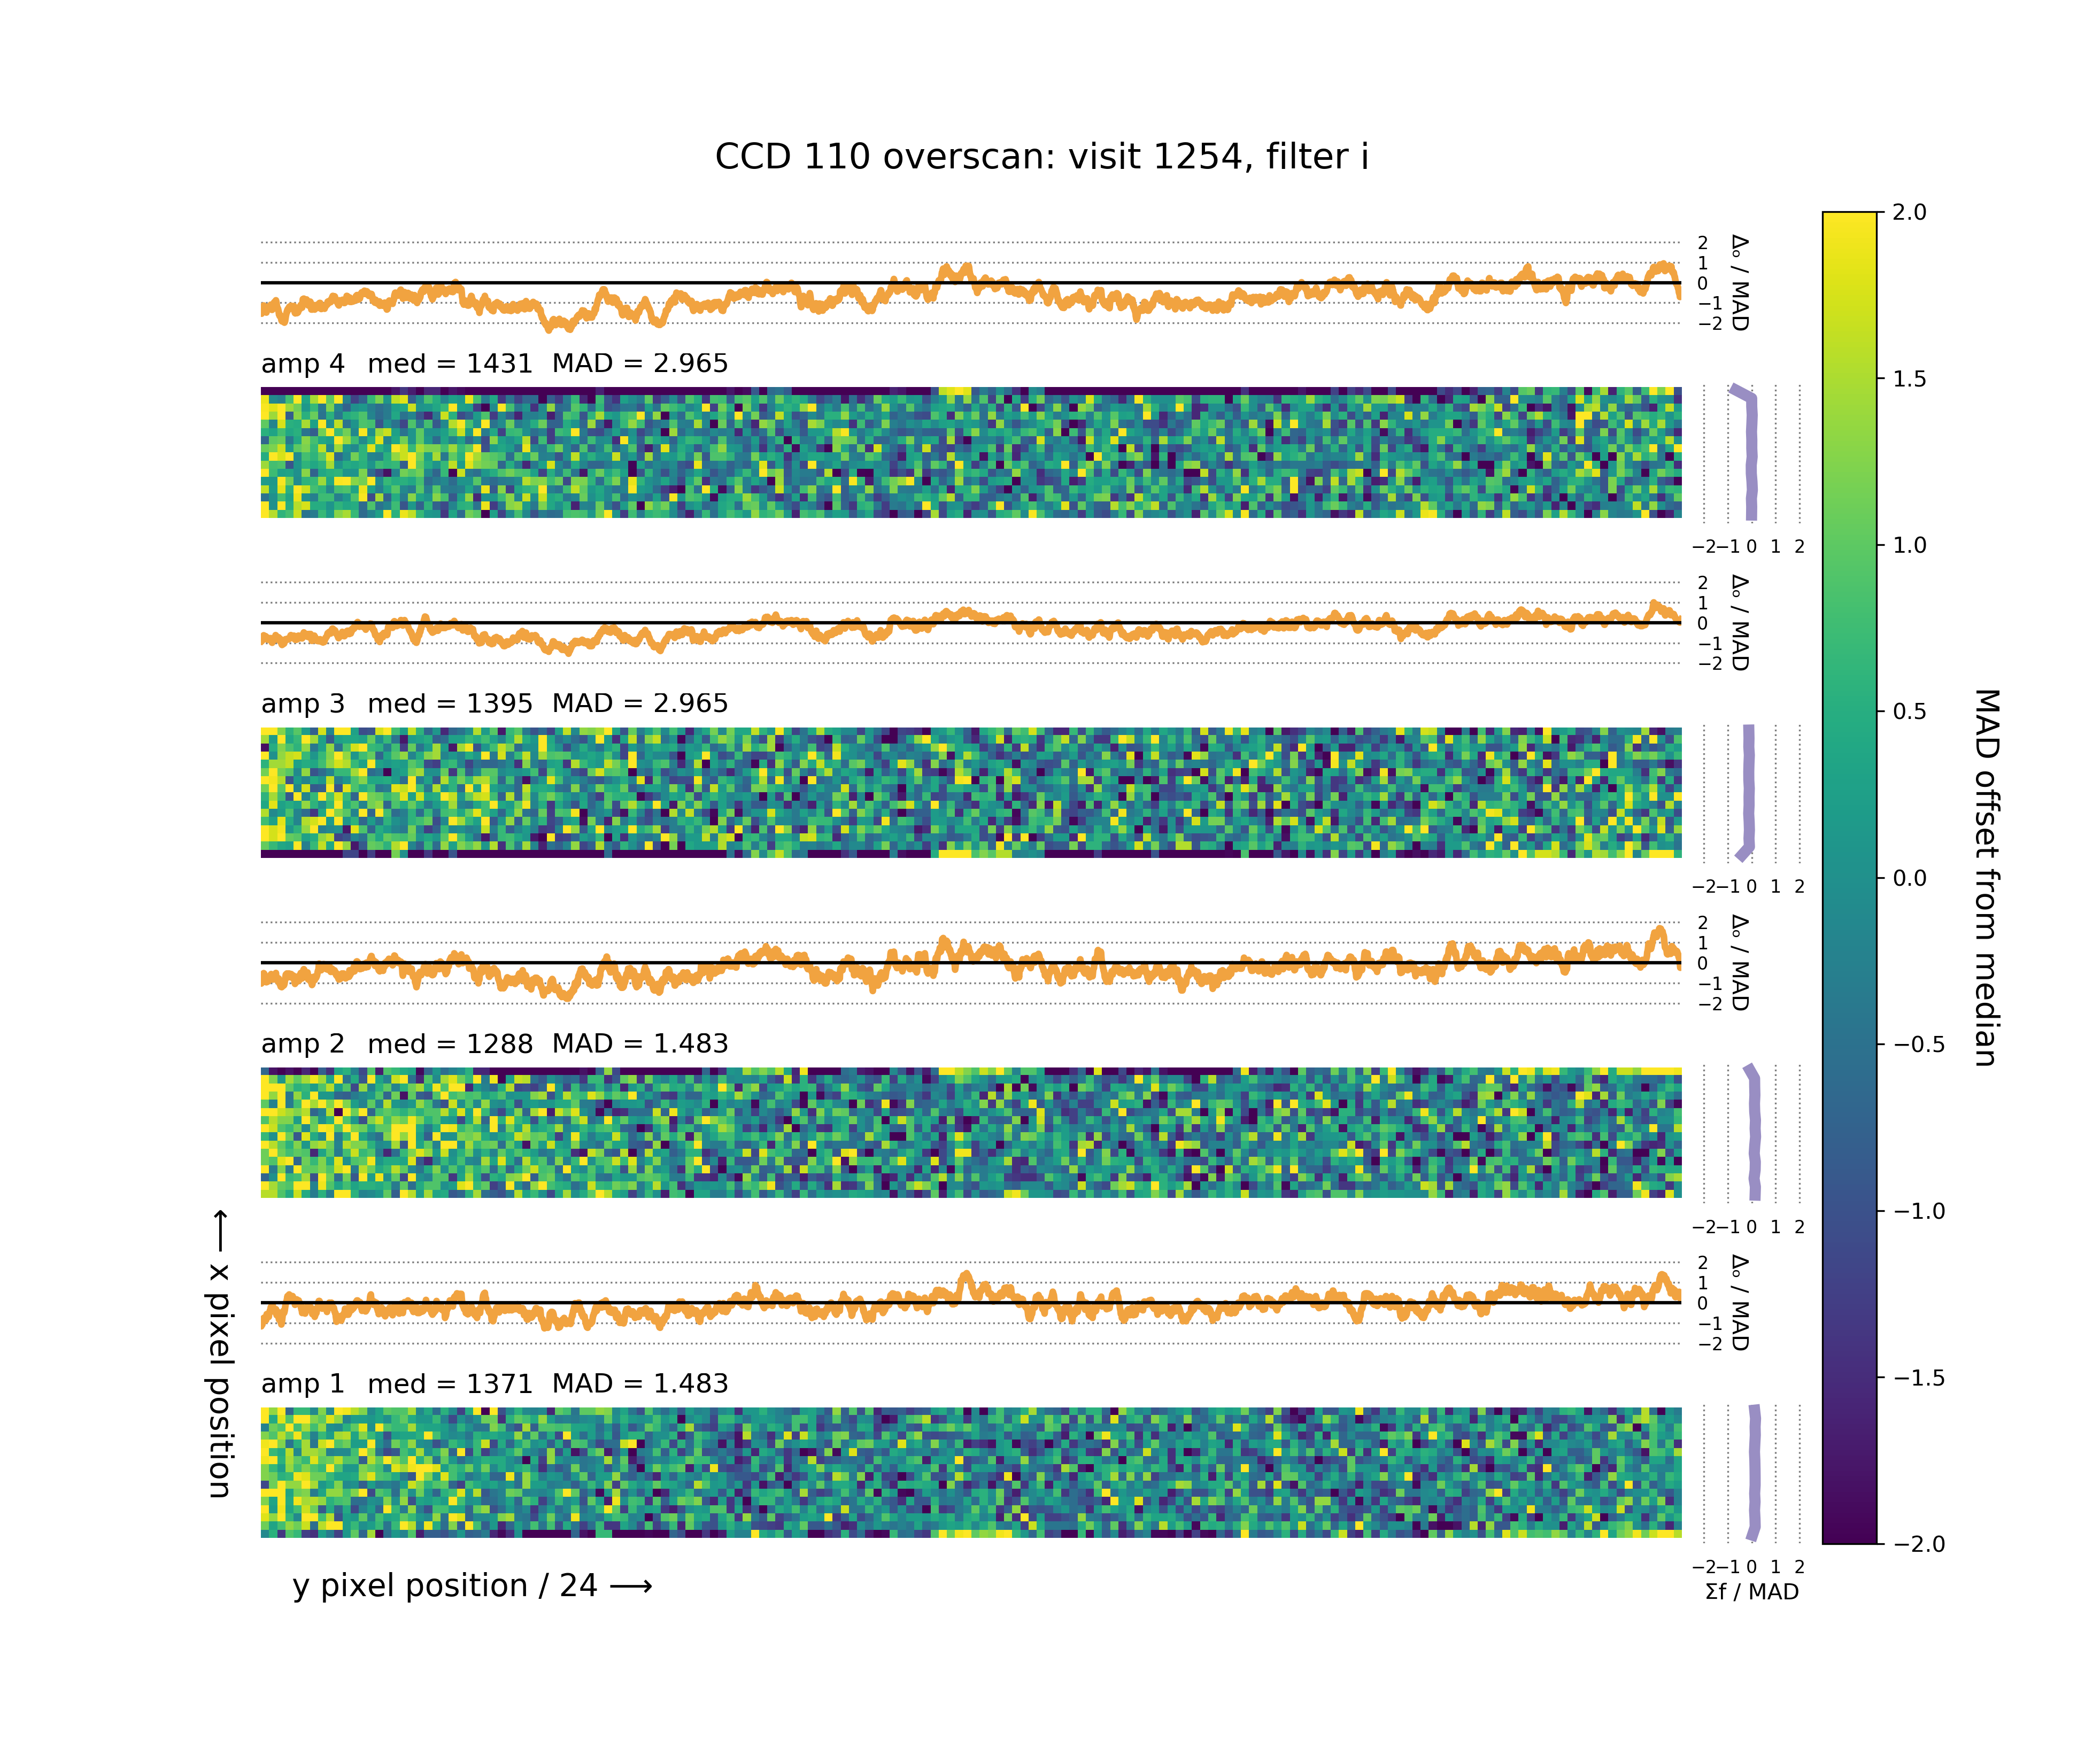 CCD 110 overscan: visit 1254, filter i
2
1
0
−1
−2
Δₒ / MAD
amp 4 med = 1431 MAD = 2.965
−2 −1 0 1 2
2
1
0
−1
−2
Δₒ / MAD
amp 3 med = 1395 MAD = 2.965
−2 −1 0 1 2
2
1
0
−1
−2
Δₒ / MAD
amp 2 med = 1288 MAD = 1.483
−2 −1 0 1 2
2
1
0
−1
−2
Δₒ / MAD
amp 1 med = 1371 MAD = 1.483
−2 −1 0 1 2
Σf / MAD
⟵ x pixel position
y pixel position / 24 ⟶
2.0
1.5
1.0
0.5
0.0
−0.5
−1.0
−1.5
−2.0
MAD offset from median